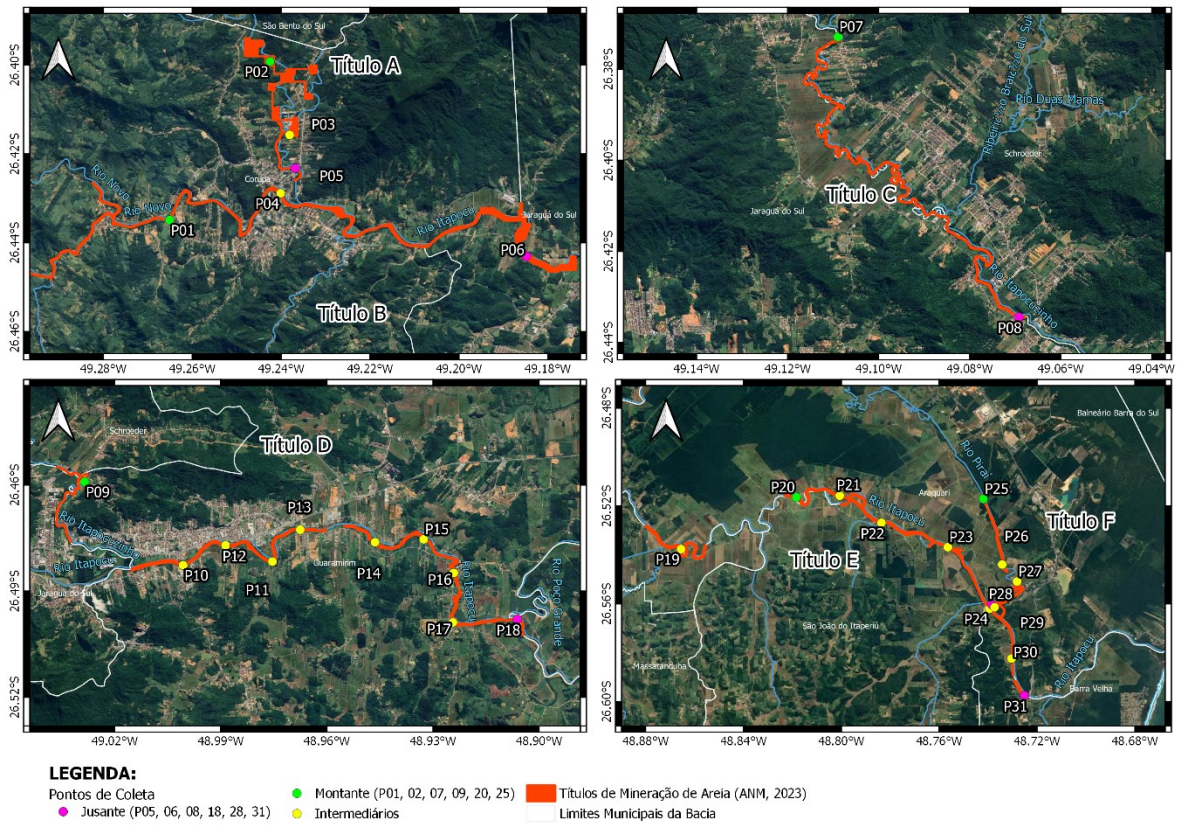 São Bento do Sul
Título A
P02
P03
P05
Corupá
P04
Rio Novo
Rio Novo
P01
Rio Itapocu
Jaraguá do Sul
P06
Título B
26.40°S
26.42°S
26.44°S
26.46°S
49.28°W
49.26°W
49.24°W
49.22°W
49.20°W
49.18°W
P07
Ribeirão Braço do Sul
Rio Duas Mamas
Schroeder
Título C
Jaraguá do Sul
Rio Itapocuzinho
P08
26.38°S
26.40°S
26.42°S
26.44°S
49.14°W
49.12°W
49.10°W
49.08°W
49.06°W
49.04°W
Schroeder
Título D
P09
Rio Itapocuzinho
Rio Itapocu
Jaraguá do Sul
P10
P12
P11
P13
Guaramirim
P14
P15
P16
Rio Itapocu
P17
P18
Rio Poço Grande
26.46°S
26.49°S
26.52°S
49.02°W
48.99°W
48.96°W
48.93°W
48.90°W
Balneário Barra do Sul
Rio Piraí
P20
P21
Araquari
P25
Rio Itapocu
P22
Título F
P19
Título E
P23
P26
P27
P28
P24
P29
São João do Itaperiú
P30
Massaranduba
Rio Itapocu
Barra Velha
P31
26.48°S
26.52°S
26.56°S
26.60°S
48.88°W
48.84°W
48.80°W
48.76°W
48.72°W
48.68°W
LEGENDA:
Pontos de Coleta
Jusante (P05, 06, 08, 18, 28, 31)
Montante (P01, 02, 07, 09, 20, 25)
Intermediários
Títulos de Mineração de Areia (ANM, 2023)
Limites Municipais da Bacia